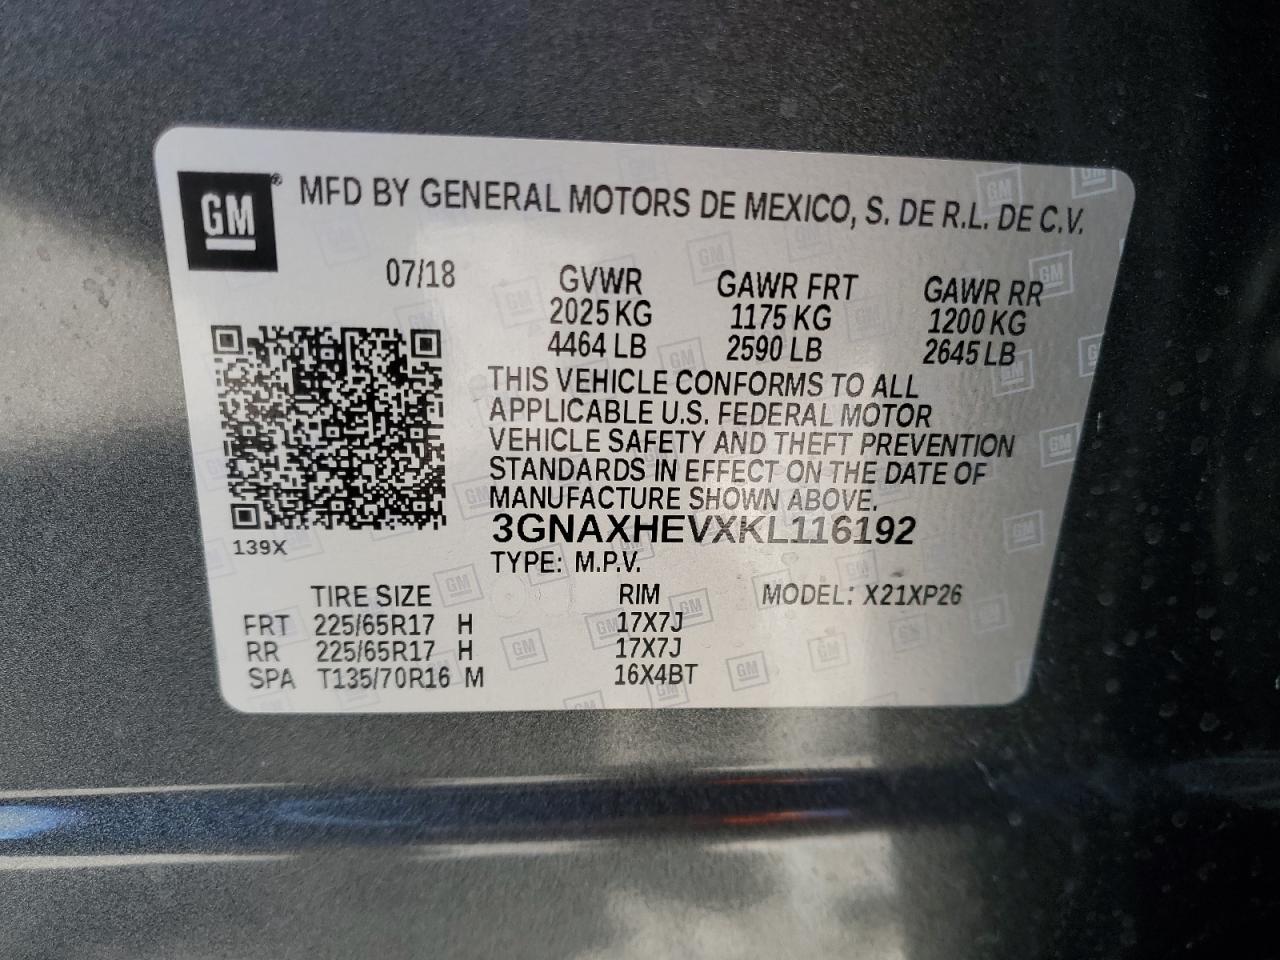 GM® MFD BY GENERAL MOTORS DE MEXICO, S. DE R.L. DE C.V.
07/18 GVWR GAWR FRT GAWR RR
2025 KG 1175 KG 1200 KG
4464 LB 2590 LB 2645 LB
THIS VEHICLE CONFORMS TO ALL
APPLICABLE U.S. FEDERAL MOTOR
VEHICLE SAFETY AND THEFT PREVENTION
STANDARDS IN EFFECT ON THE DATE OF
MANUFACTURE SHOWN ABOVE.
3GNAXHEVXKL116192
139X
TYPE: M.P.V.
TIRE SIZE RIM MODEL: X21XP26
FRT 225/65R17 H 17X7J
RR 225/65R17 H 17X7J
SPA T135/70R16 M 16X4BT